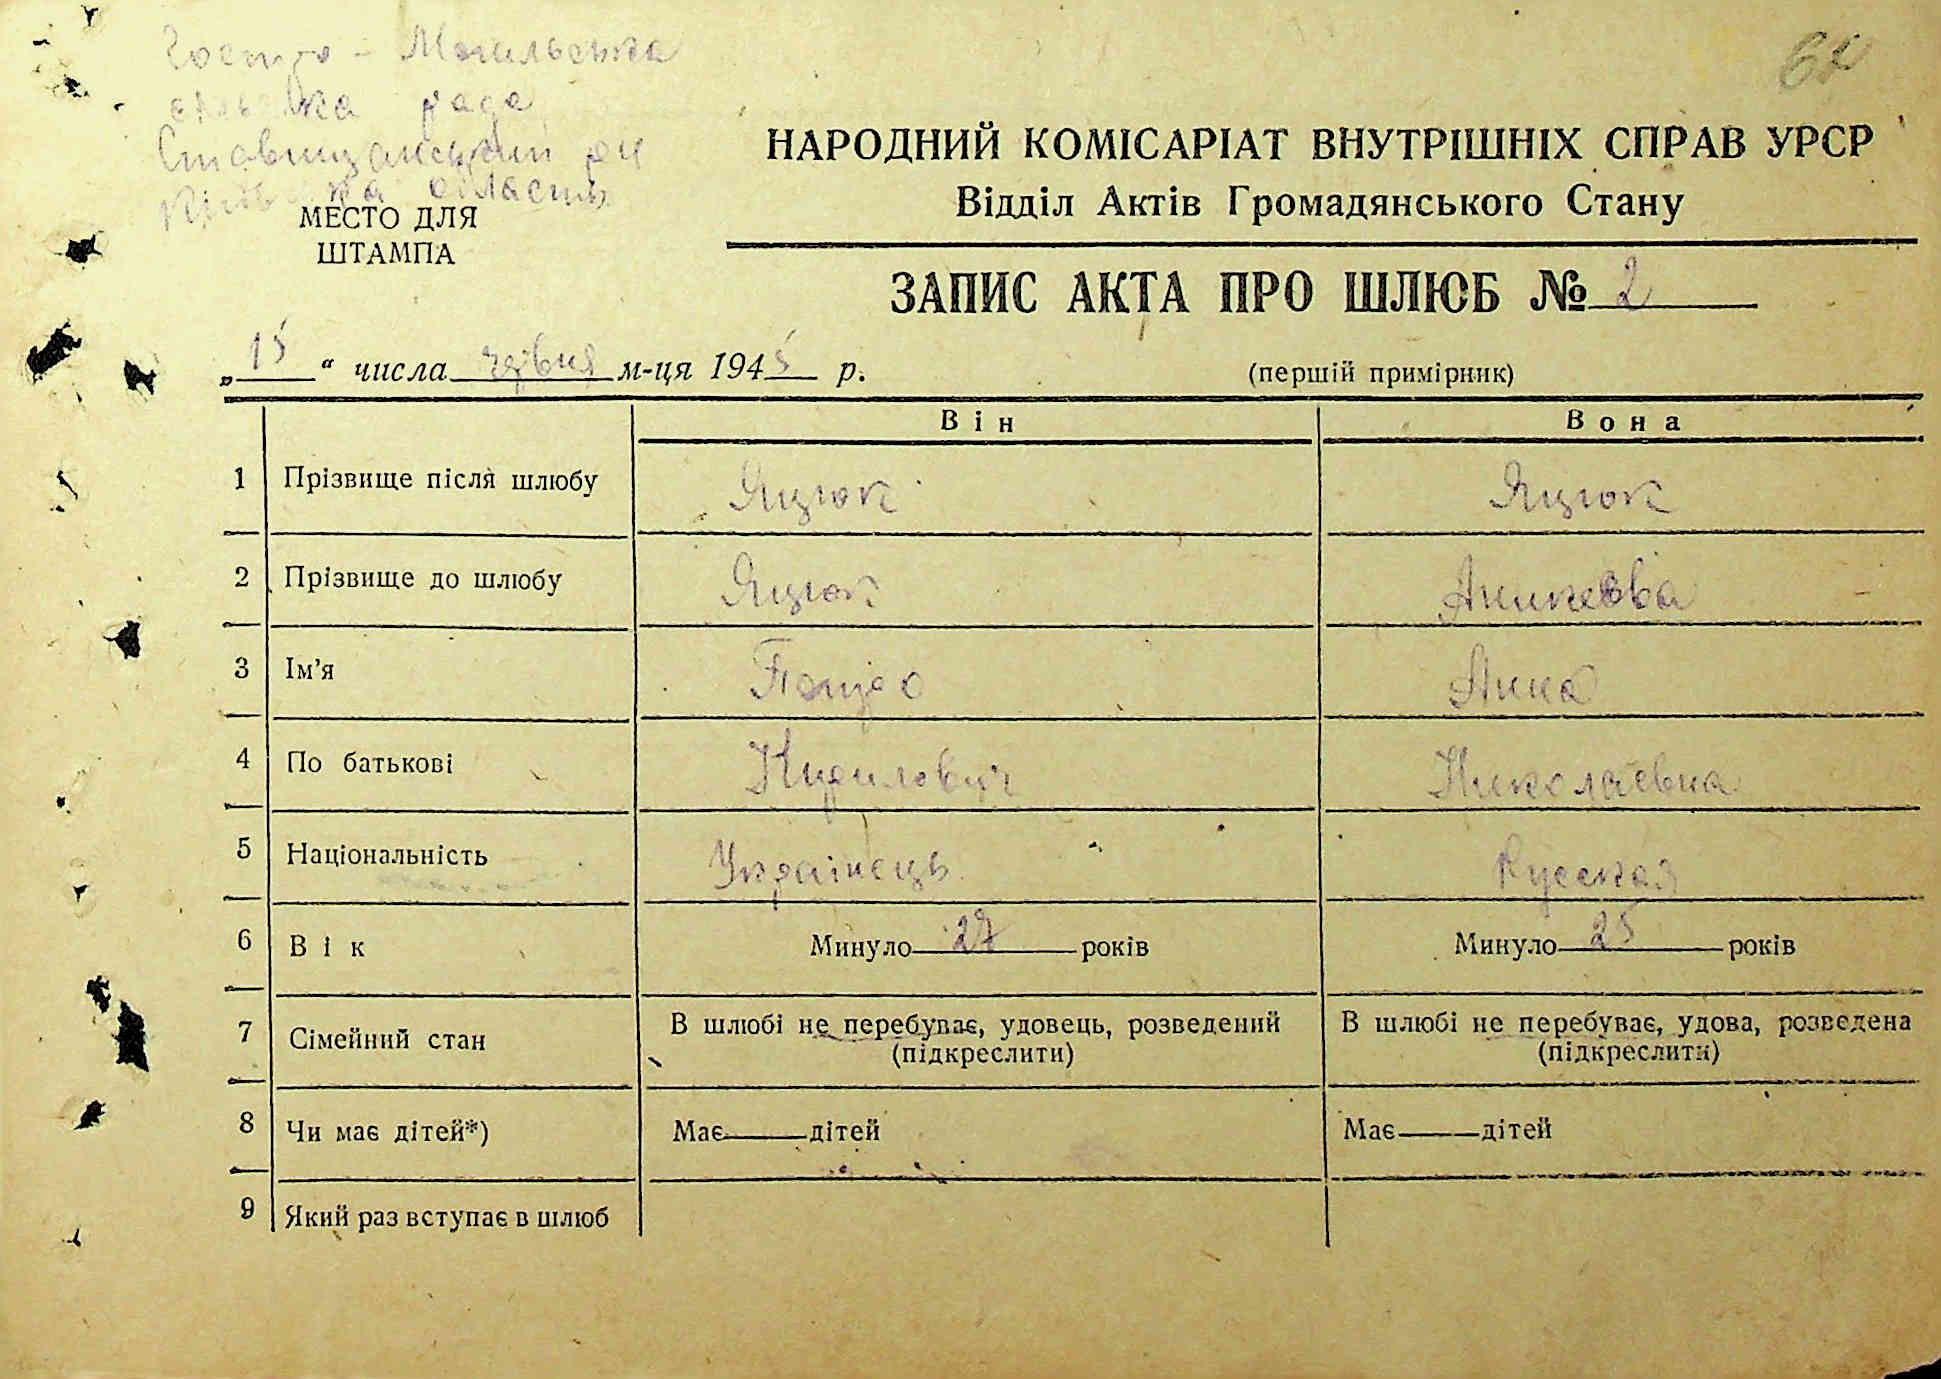 Гостро - Могильська
сільська рада
Ставищанський р-н
Київська область
62
МЕСТО ДЛЯ
ШТАМПА
НАРОДНИЙ КОМІСАРІАТ ВНУТРІШНІХ СПРАВ УРСР
Відділ Актів Громадянського Стану
ЗАПИС АКТА ПРО ШЛЮБ № 2
„15“ числа червня м-ця 1945 р.
(першій примірник)
Він Вона
1 Прізвище після шлюбу Яцюк Яцюк
2 Прізвище до шлюбу Яцюк Аникеева
3 Ім’я Анна
4 По батькові Кирилович Николаевна
5 Національність Українець Русская
6 Вік Минуло 27 років Минуло 25 років
7 Сімейний стан В шлюбі не перебуває, удовець, розведений (підкреслити) В шлюбі не перебуває, удова, розведена (підкреслити)
8 Чи має дітей*) Має — дітей Має — дітей
9 Який раз вступає в шлюб